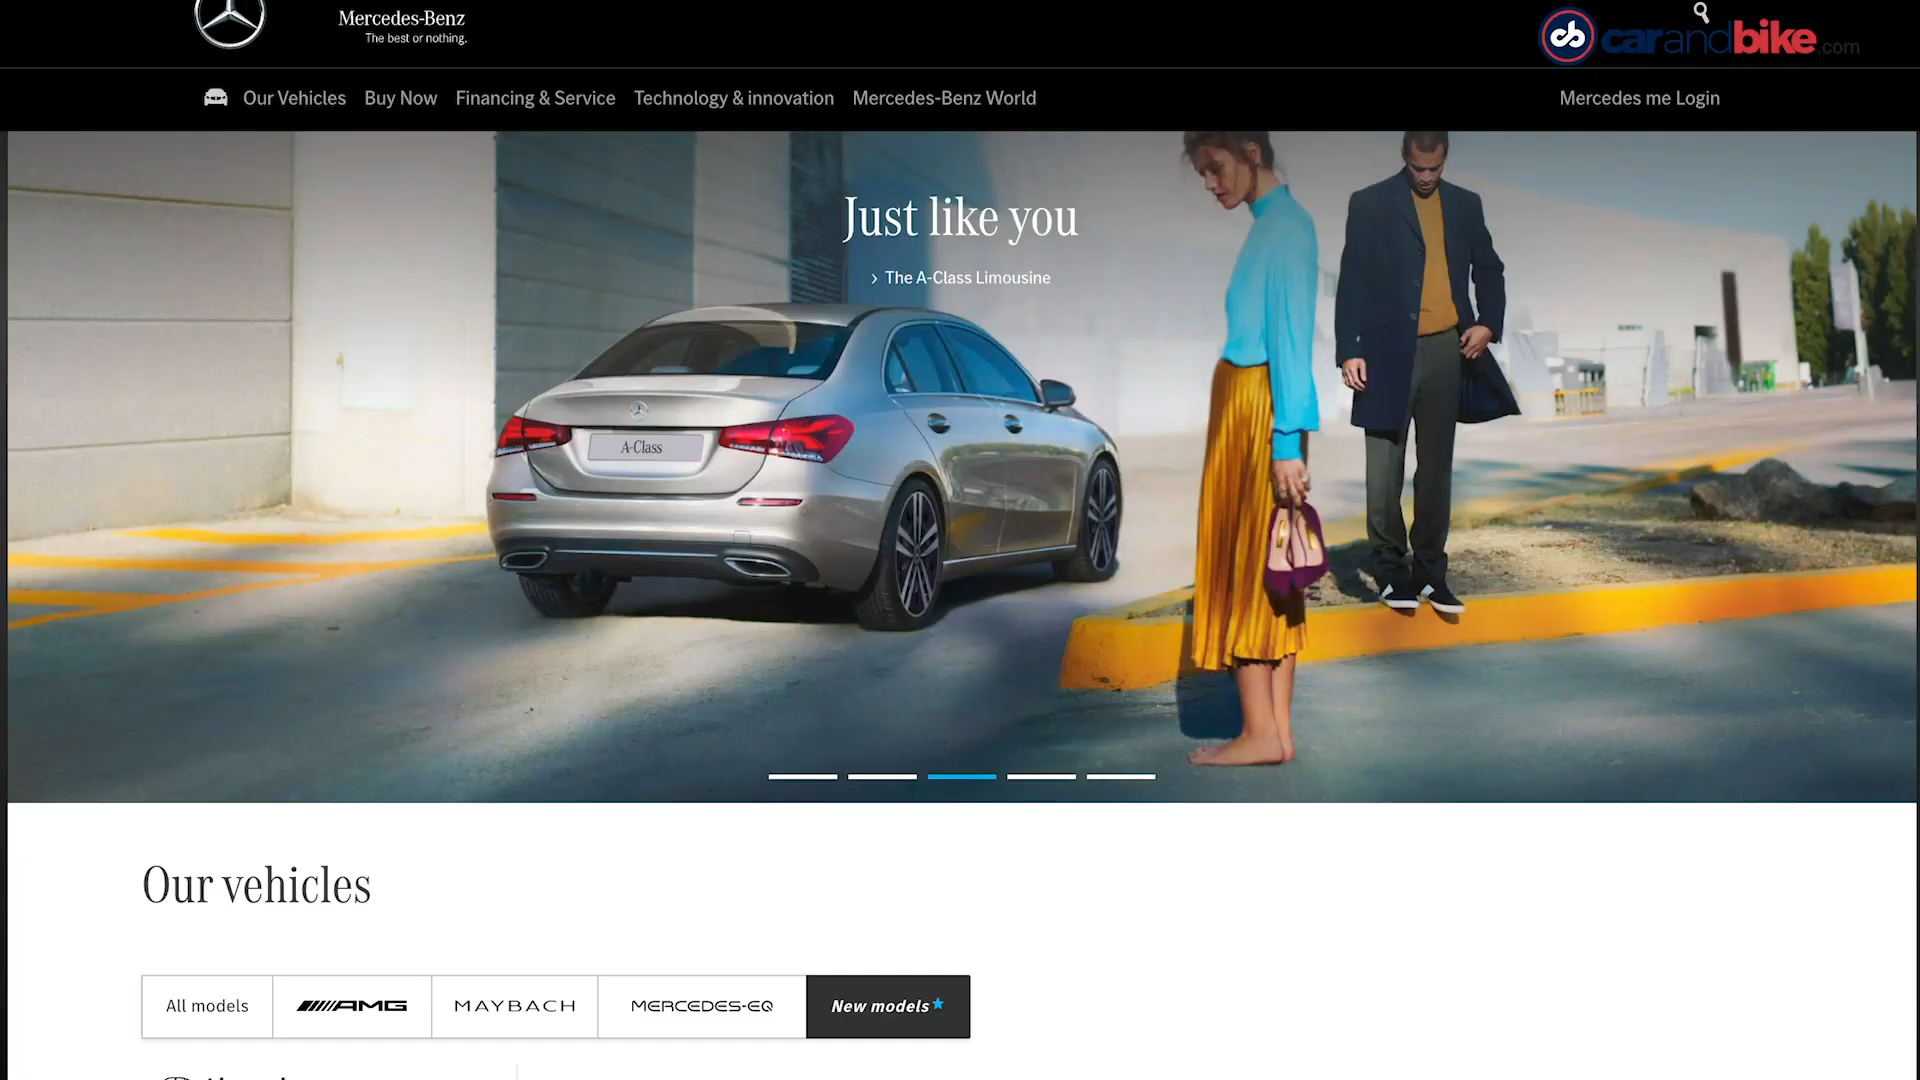 Mercedes-Benz
The best or nothing.
carandbike.com
Our Vehicles Buy Now Financing & Service Technology & innovation Mercedes-Benz World Mercedes me Login
Just like you
› The A-Class Limousine
A-Class
Our vehicles
All models AMG MAYBACH MERCEDES-EQ New models